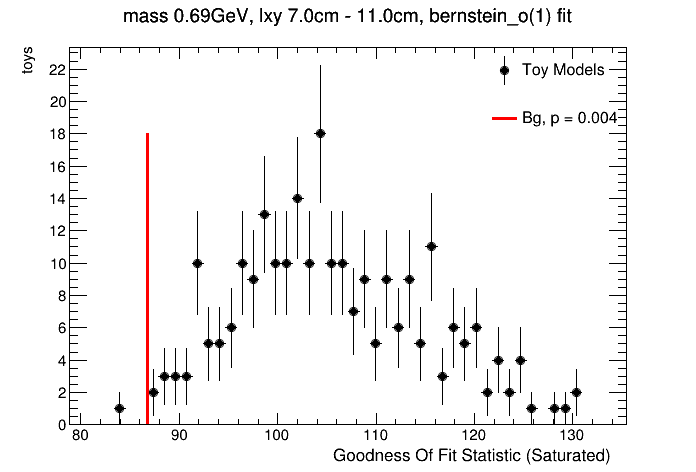 mass 0.69GeV, lxy 7.0cm - 11.0cm, bernstein_o(1) fit
toys
22
20
18
16
14
12
10
8
6
4
2
0
Toy Models
Bg, p = 0.004
80 90 100 110 120 130
Goodness Of Fit Statistic (Saturated)